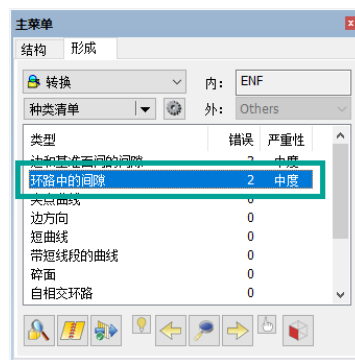 主菜单
结构 形成
转换 内： ENF
种类清单 外： Others
类型 错误 严重性
边和基准面间的间隙 2 中度
环路中的间隙 2 中度
尖点曲线 0
边方向 0
短曲线 0
带短线段的曲线 0
碎面 0
自相交环路 0